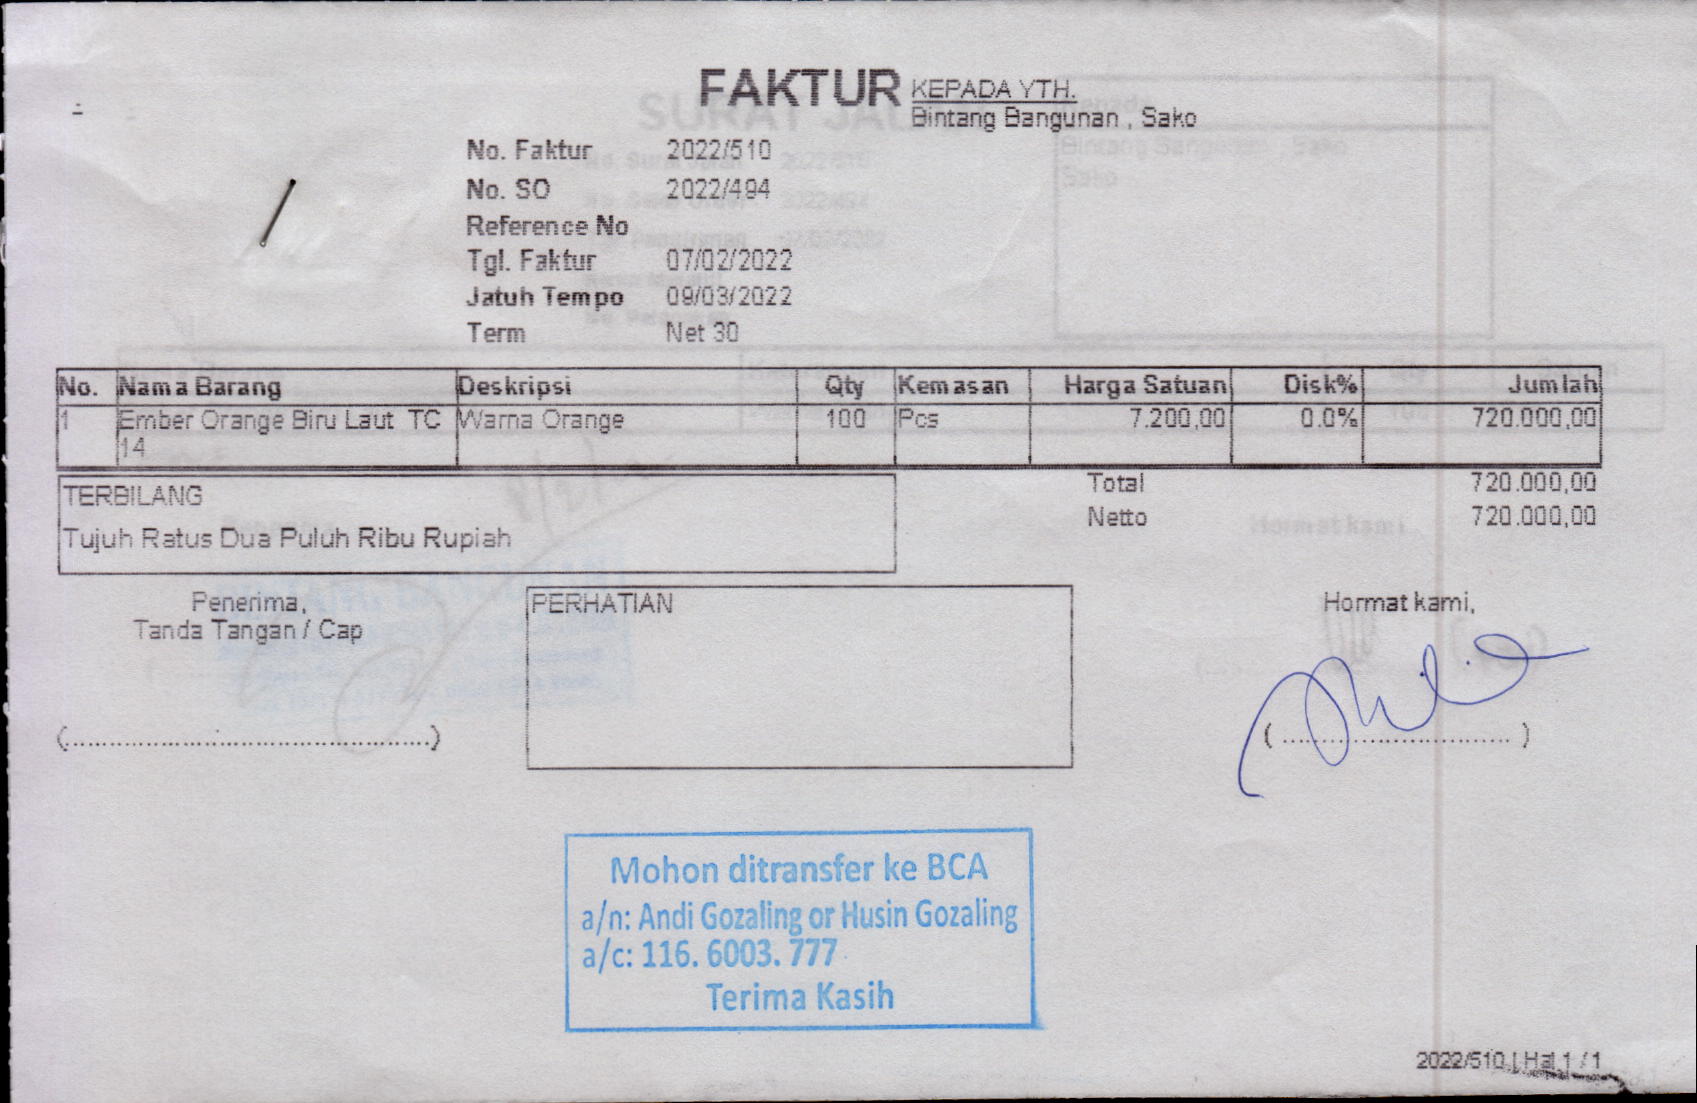 FAKTUR
KEPADA YTH.
Bintang Bangunan , Sako
No. Faktur 2022/510
No. SO 2022/494
Reference No
Tgl. Faktur 07/02/2022
Jatuh Tempo 09/03/2022
Term Net 30
No. Nama Barang Deskripsi Qty Kemasan Harga Satuan Disk% Jumlah
1 Ember Orange Biru Laut TC Warna Orange 100 Pcs 7.200,00 0.0% 720.000,00
14
Total 720.000,00
Netto 720.000,00
TERBILANG
Tujuh Ratus Dua Puluh Ribu Rupiah
Penerima,
Tanda Tangan / Cap
(................................................)
PERHATIAN
Hormat kami,
( ................................ )
Mohon ditransfer ke BCA
a/n: Andi Gozaling or Husin Gozaling
a/c: 116. 6003. 777
Terima Kasih
2022/510 | Hal 1 / 1